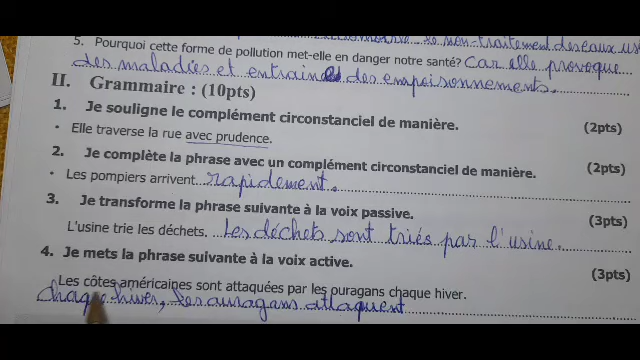 non-traitement des eaux us
5. Pourquoi cette forme de pollution met-elle en danger notre santé? Car elle provoque
des maladies et entraine des empoisonnements.
II. Grammaire : (10pts)
1. Je souligne le complément circonstanciel de manière. (2pts)
• Elle traverse la rue avec prudence.
2. Je complète la phrase avec un complément circonstanciel de manière. (2pts)
• Les pompiers arrivent rapidement.
3. Je transforme la phrase suivante à la voix passive. (3pts)
L'usine trie les déchets. Les déchets sont triés par l'usine.
4. Je mets la phrase suivante à la voix active. (3pts)
Les côtes américaines sont attaquées par les ouragans chaque hiver.
Chaque hiver, les ouragans attaquent